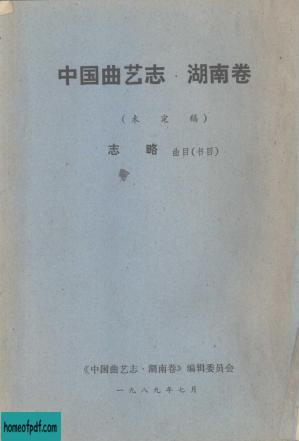 中国曲艺志·湖南卷
(未定稿)
志略 曲目(书目)
《中国曲艺志·湖南卷》编辑委员会
一九八九年七月
homeofpdf.com
homeofpdf.com